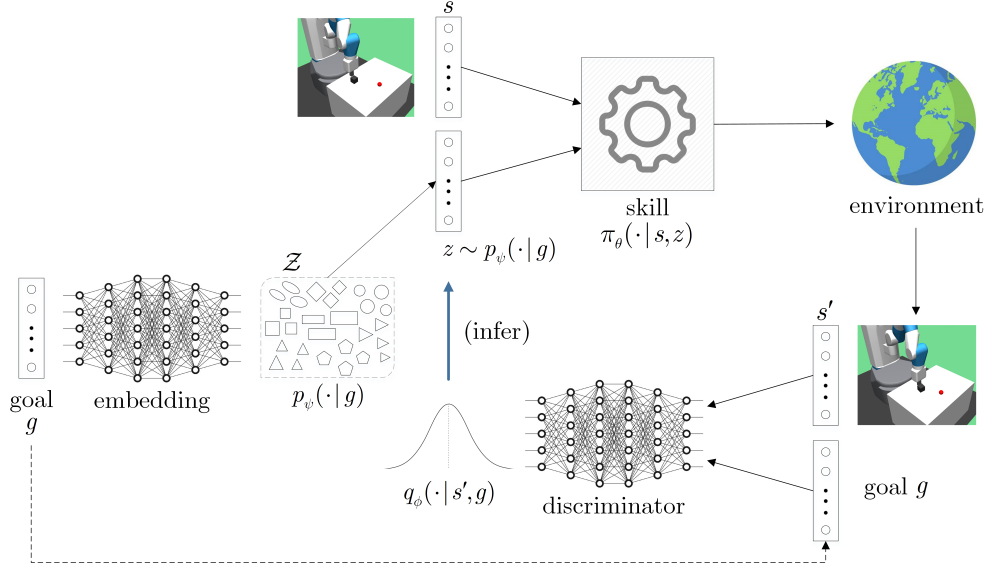 s
skill
π_θ(· | s, z)
environment
z ∼ p_ψ(· | g)
𝒵
(infer)
s′
goal
g
embedding
p_ψ(· | g)
q_ϕ(· | s′, g)
discriminator
goal g